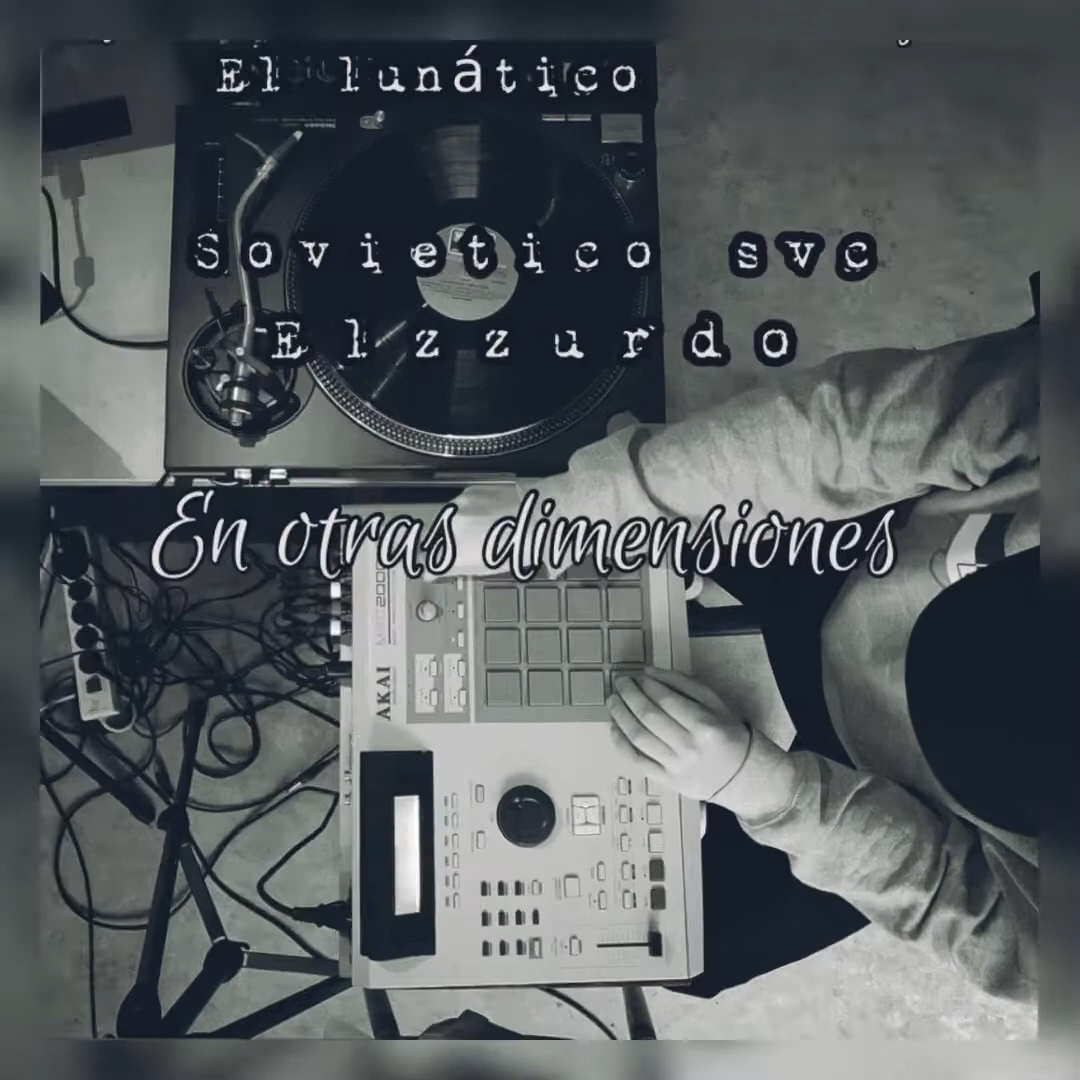 El lunático
Sovietico svc
Elzzurdo
En otras dimensiones
AKAI